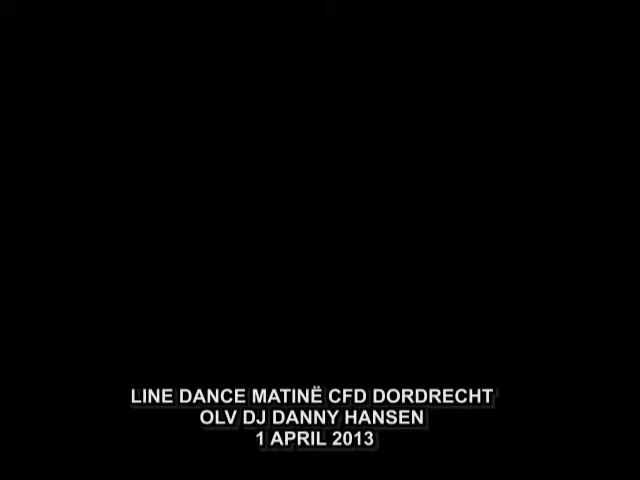 LINE DANCE MATINË CFD DORDRECHT
OLV DJ DANNY HANSEN
1 APRIL 2013